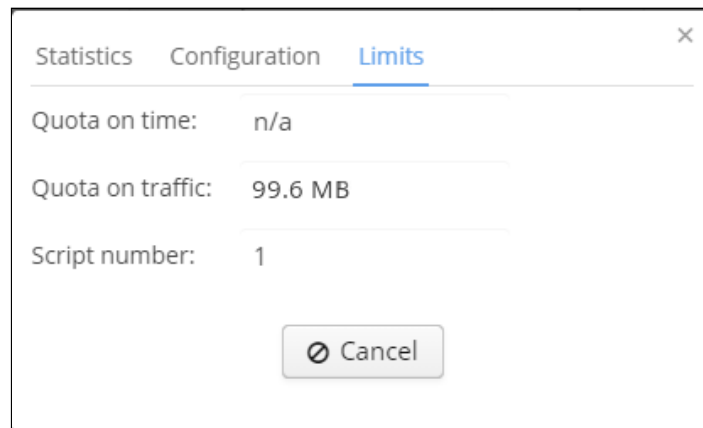 Statistics Configuration Limits ×
Quota on time: n/a
Quota on traffic: 99.6 MB
Script number: 1
Cancel